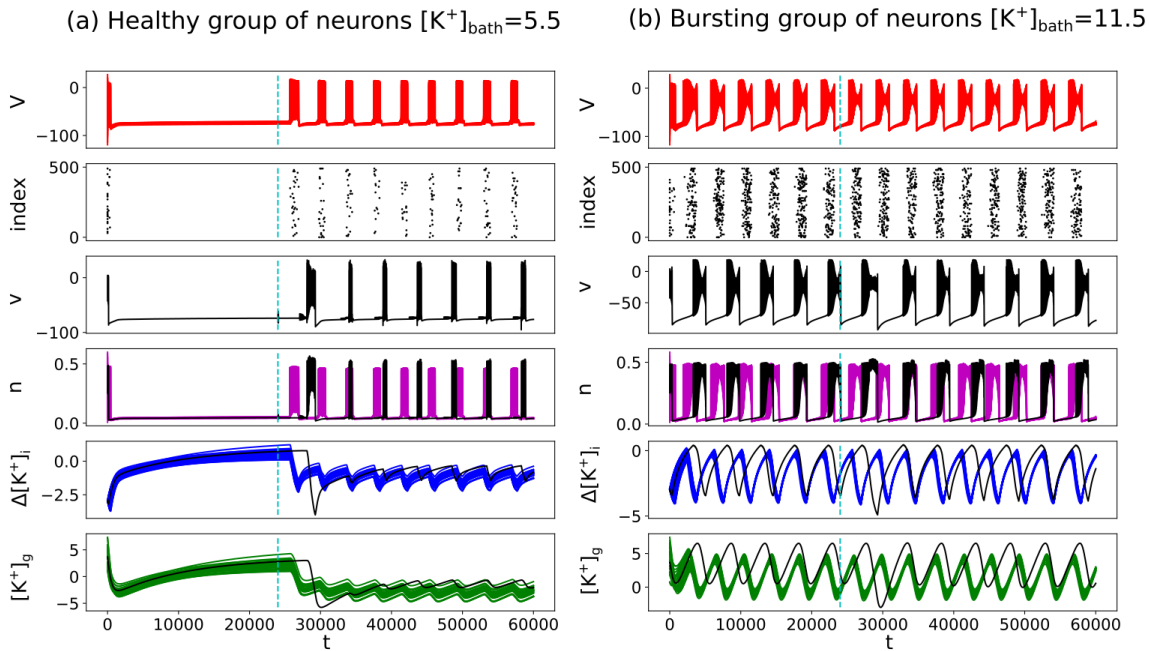 (a) Healthy group of neurons [K⁺]bath=5.5
(b) Bursting group of neurons [K⁺]bath=11.5
V
0
−100
index
500
0
v
0
−100
n
0.5
0.0
Δ[K⁺]i
0.0
−2.5
[K⁺]g
5
0
−5
0
10000
20000
30000
40000
50000
60000
t
V
0
−100
index
500
0
v
0
−50
n
0.5
0.0
Δ[K⁺]i
0
−5
[K⁺]g
5
0
0
10000
20000
30000
40000
50000
60000
t